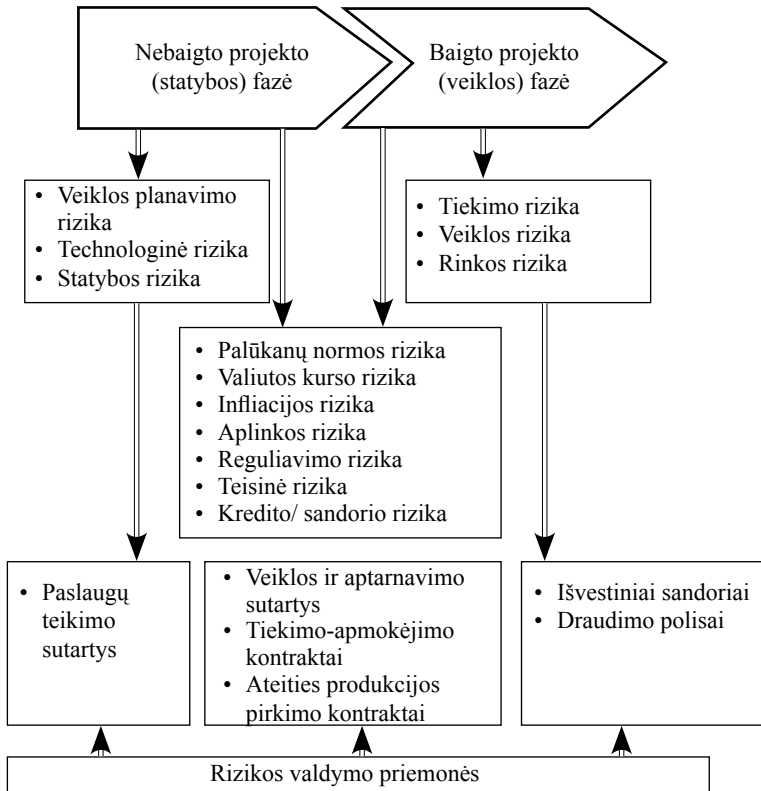 Nebaigto projekto
(statybos) fazė
Baigto projekto
(veiklos) fazė
• Veiklos planavimo
rizika
• Technologinė rizika
• Statybos rizika
• Tiekimo rizika
• Veiklos rizika
• Rinkos rizika
• Palūkanų normos rizika
• Valiutos kurso rizika
• Infliacijos rizika
• Aplinkos rizika
• Reguliavimo rizika
• Teisinė rizika
• Kredito/ sandorio rizika
• Paslaugų
teikimo
sutartys
• Veiklos ir aptarnavimo
sutartys
• Tiekimo-apmokėjimo
kontraktai
• Ateities produkcijos
pirkimo kontraktai
• Išvestiniai sandoriai
• Draudimo polisai
Rizikos valdymo priemonės